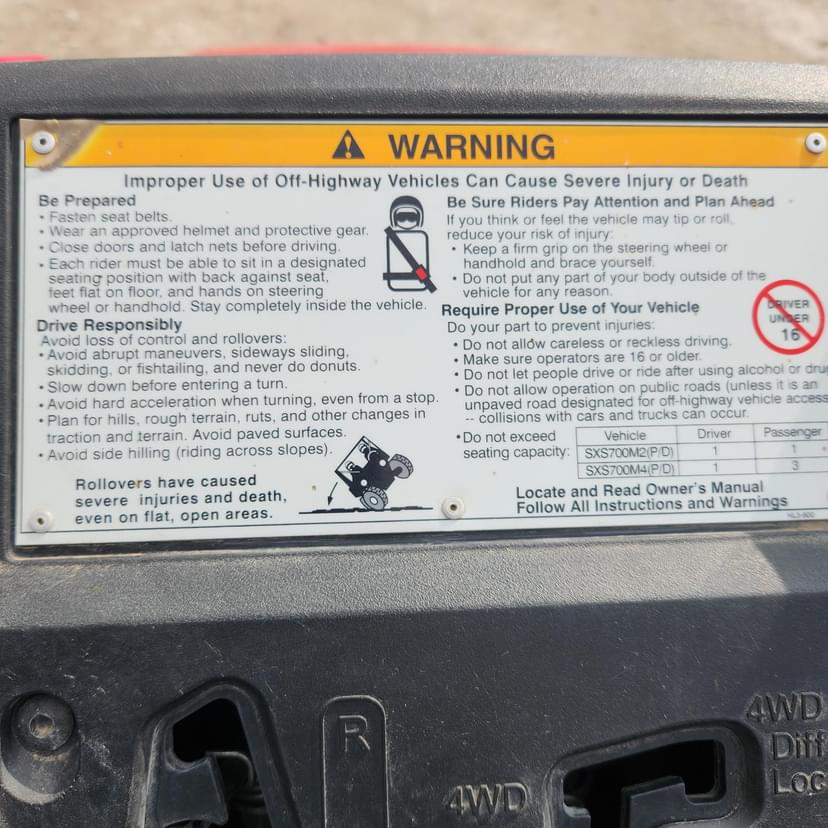 WARNING
Improper Use of Off-Highway Vehicles Can Cause Severe Injury or Death
Be Prepared
• Fasten seat belts.
• Wear an approved helmet and protective gear.
• Close doors and latch nets before driving.
• Each rider must be able to sit in a designated
seating position with back against seat,
feet flat on floor, and hands on steering
wheel or handhold. Stay completely inside the vehicle.
Drive Responsibly
Avoid loss of control and rollovers:
• Avoid abrupt maneuvers, sideways sliding,
skidding, or fishtailing, and never do donuts.
• Slow down before entering a turn.
• Avoid hard acceleration when turning, even from a stop.
• Plan for hills, rough terrain, ruts, and other changes in
traction and terrain. Avoid paved surfaces.
• Avoid side hilling (riding across slopes).
Rollovers have caused
severe injuries and death,
even on flat, open areas.
Be Sure Riders Pay Attention and Plan Ahead
If you think or feel the vehicle may tip or roll,
reduce your risk of injury:
• Keep a firm grip on the steering wheel or
handhold and brace yourself.
• Do not put any part of your body outside of the
vehicle for any reason.
Require Proper Use of Your Vehicle
Do your part to prevent injuries:
• Do not allow careless or reckless driving.
• Make sure operators are 16 or older.
• Do not let people drive or ride after using alcohol or
• Do not allow operation on public roads (unless it is an
unpaved road designated for off-highway vehicle access
-- collisions with cars and trucks can occur.
• Do not exceed
seating capacity:
Vehicle Driver Passenger
SXS700M2(P/D) 1 1
SXS700M4(P/D) 1 3
Locate and Read Owner's Manual
Follow All Instructions and Warnings
DRIVER
UNDER
16
R
4WD
4WD
Diff